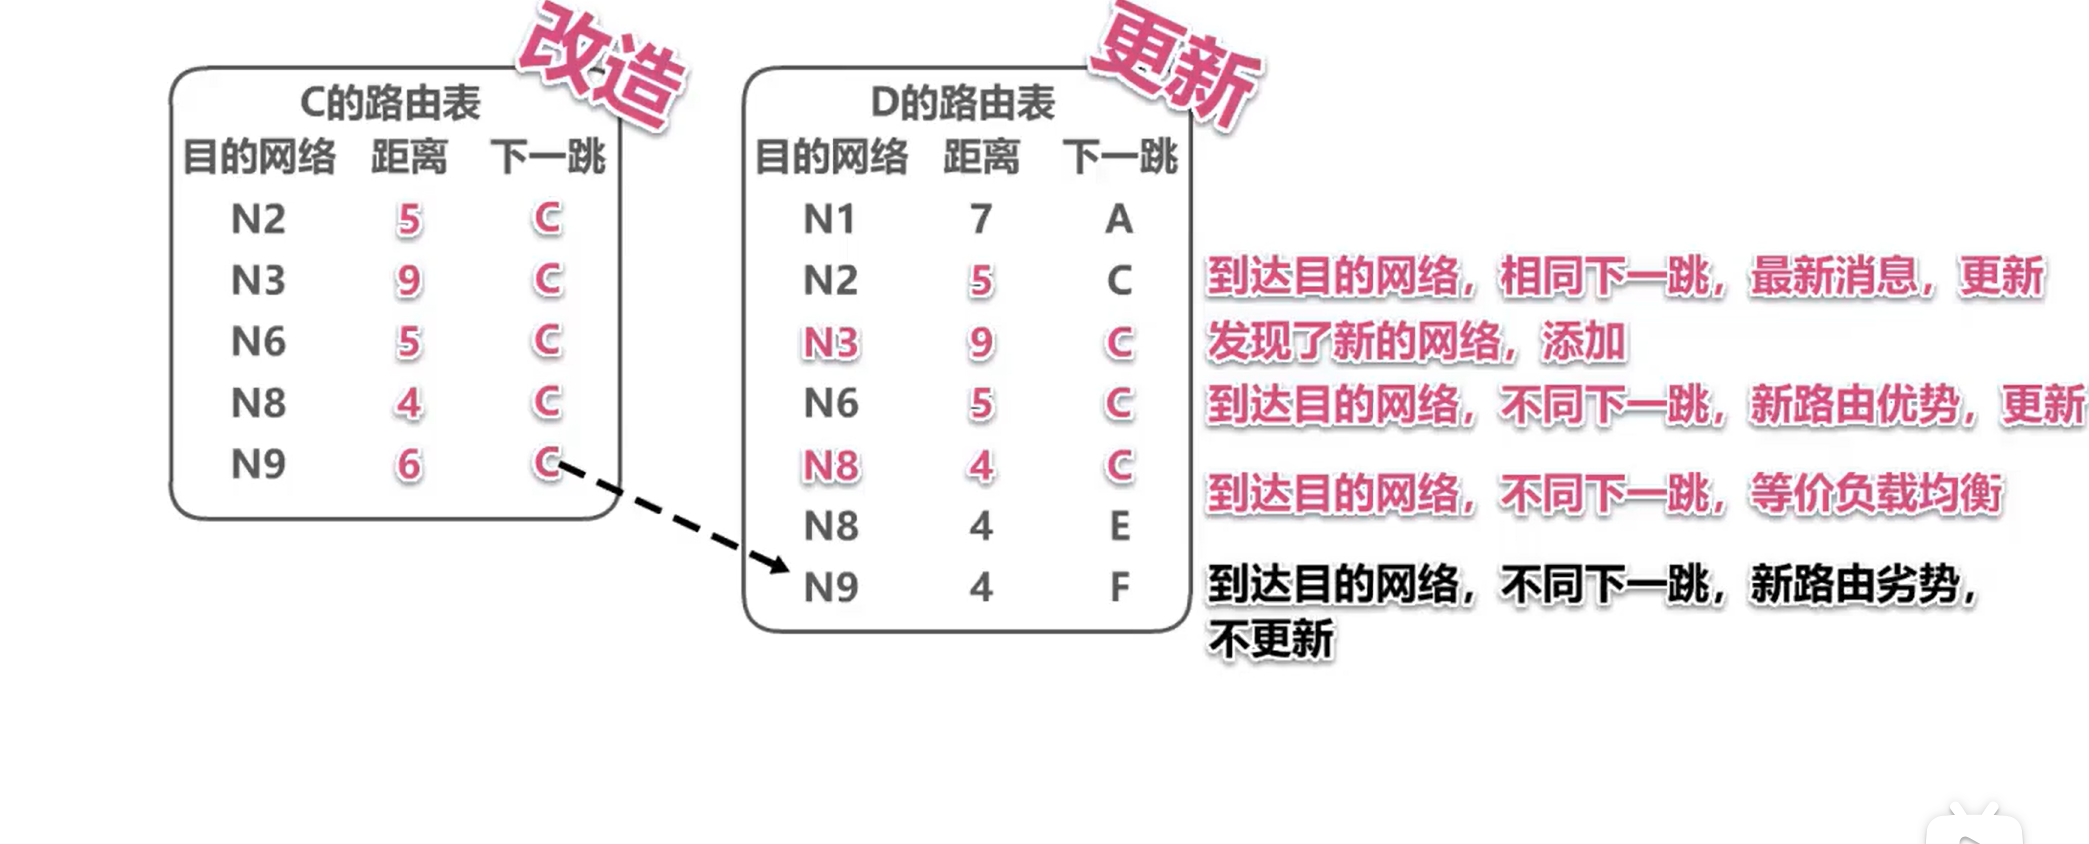 改造
C的路由表
目的网络 距离 下一跳
N2 5 C
N3 9 C
N6 5 C
N8 4 C
N9 6 C
更新
D的路由表
目的网络 距离 下一跳
N1 7 A
N2 5 C 到达目的网络，相同下一跳，最新消息，更新
N3 9 C 发现了新的网络，添加
N6 5 C 到达目的网络，不同下一跳，新路由优势，更新
N8 4 C
到达目的网络，不同下一跳，等价负载均衡
N8 4 E
N9 4 F 到达目的网络，不同下一跳，新路由劣势，
不更新